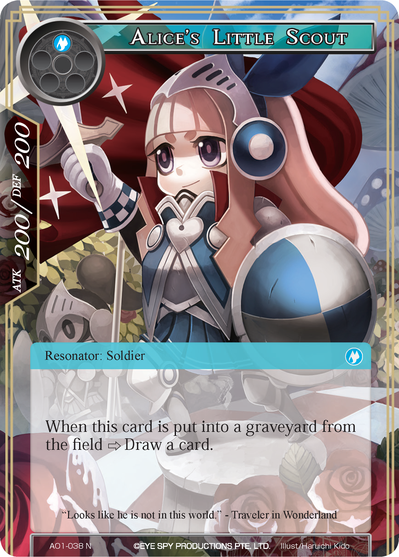 Alice's Little Scout
ATK 200/DEF 200
Resonator: Soldier
When this card is put into a graveyard from
the field ⇨ Draw a card.
"Looks like he is not in this world." - Traveler in Wonderland
AO1-038 N ©EYE SPY PRODUCTIONS PTE. LTD. Illust/Haruichi Kido